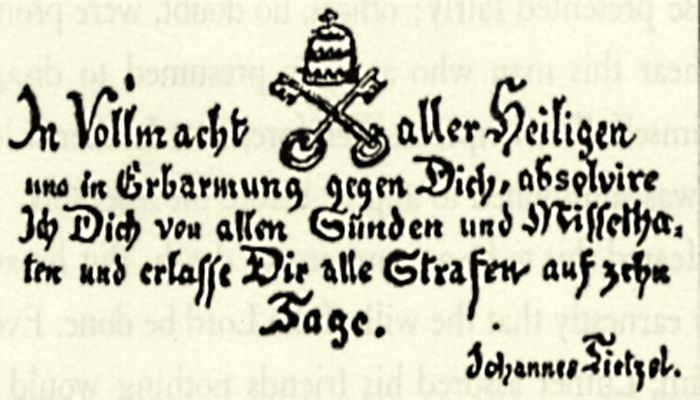 In Vollmacht aller Heiligen
und in Erbarmung gegen Dich, absolvire
Ich Dich von allen Sünden und Missetha-
ten und erlasse Dir alle Strafen auf zehn
Tage.
Johannes Tietzel.